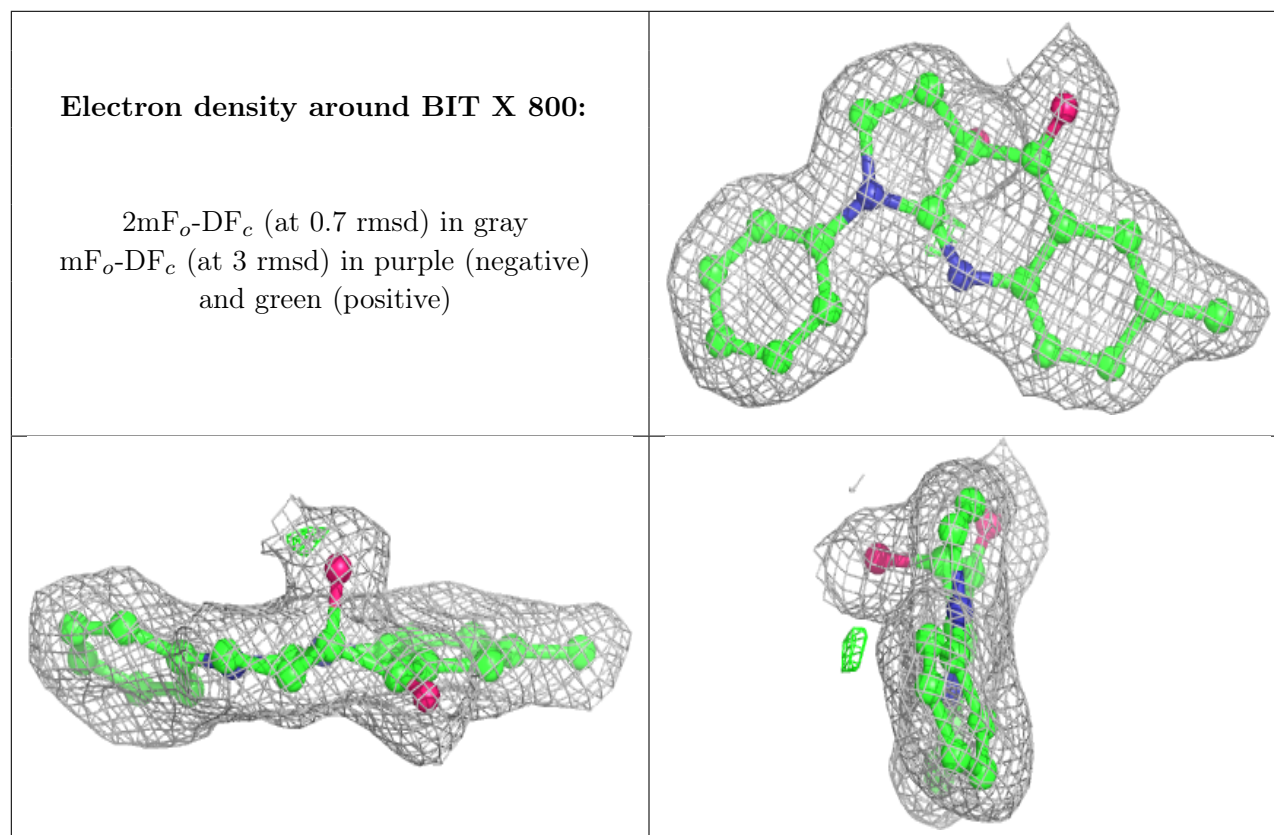 Electron density around BIT X 800:
2mFo-DFc (at 0.7 rmsd) in gray
mFo-DFc (at 3 rmsd) in purple (negative)
and green (positive)